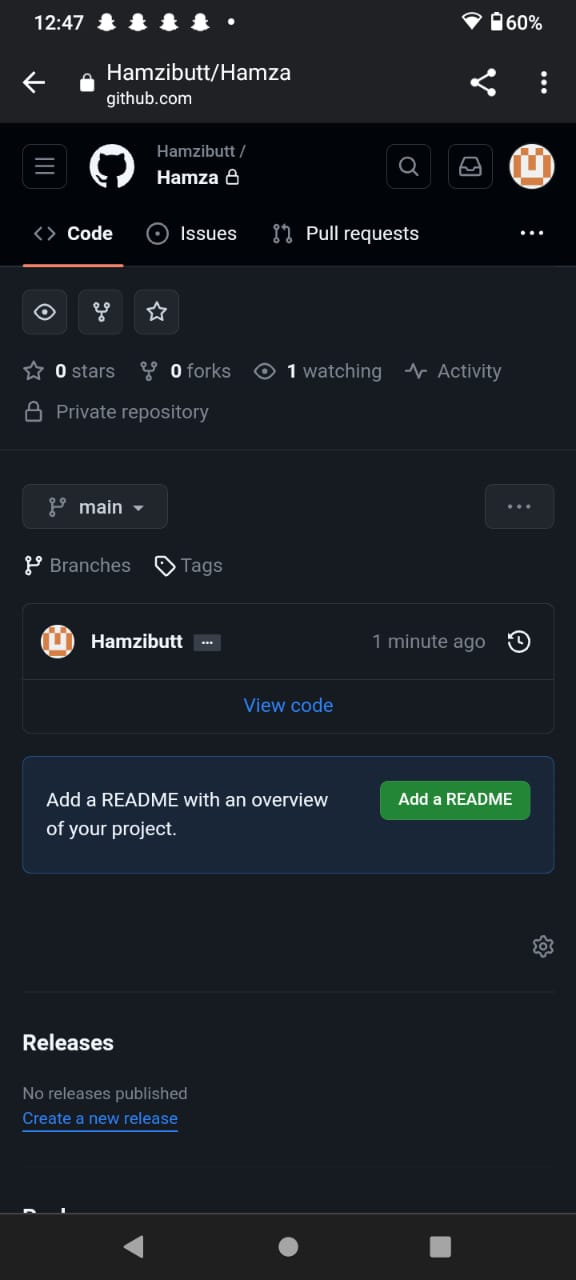 12:47
60%
Hamzibutt/Hamza
github.com
Hamzibutt /
Hamza
Code Issues Pull requests
0 stars 0 forks 1 watching Activity
Private repository
main
Branches Tags
Hamzibutt 1 minute ago
View code
Add a README with an overview
of your project.
Add a README
Releases
No releases published
Create a new release